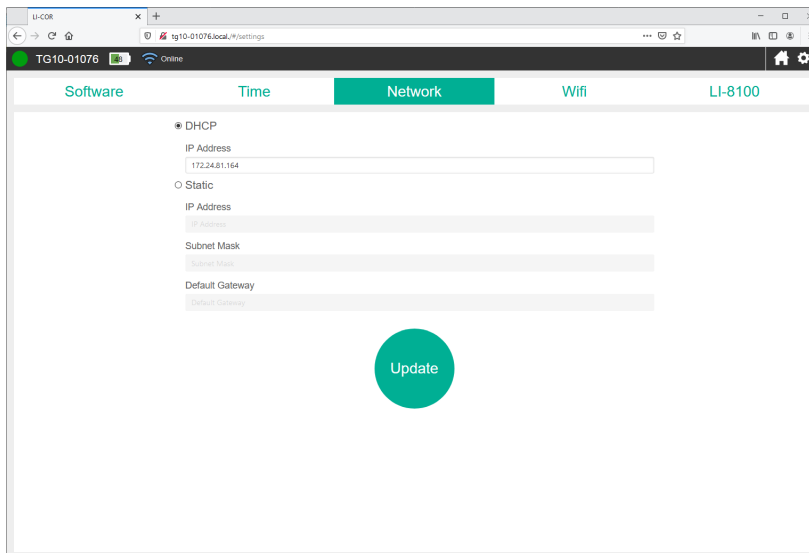 LI-COR
tg10-01076.local./#/settings
TG10-01076 48 Online
Software Time Network Wifi LI-8100
DHCP
IP Address
172.24.81.164
Static
IP Address
IP Address
Subnet Mask
Subnet Mask
Default Gateway
Default Gateway
Update